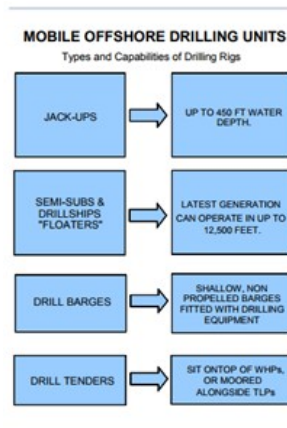 MOBILE OFFSHORE DRILLING UNITS
Types and Capabilities of Drilling Rigs
JACK-UPS
UP TO 450 FT WATER
DEPTH.
SEMI-SUBS &
DRILLSHIPS
"FLOATERS"
LATEST GENERATION
CAN OPERATE IN UP TO
12,500 FEET.
DRILL BARGES
SHALLOW, NON
PROPELLED BARGES
FITTED WITH DRILLING
EQUIPMENT
DRILL TENDERS
SIT ONTOP OF WHPs,
OR MOORED
ALONGSIDE TLPs